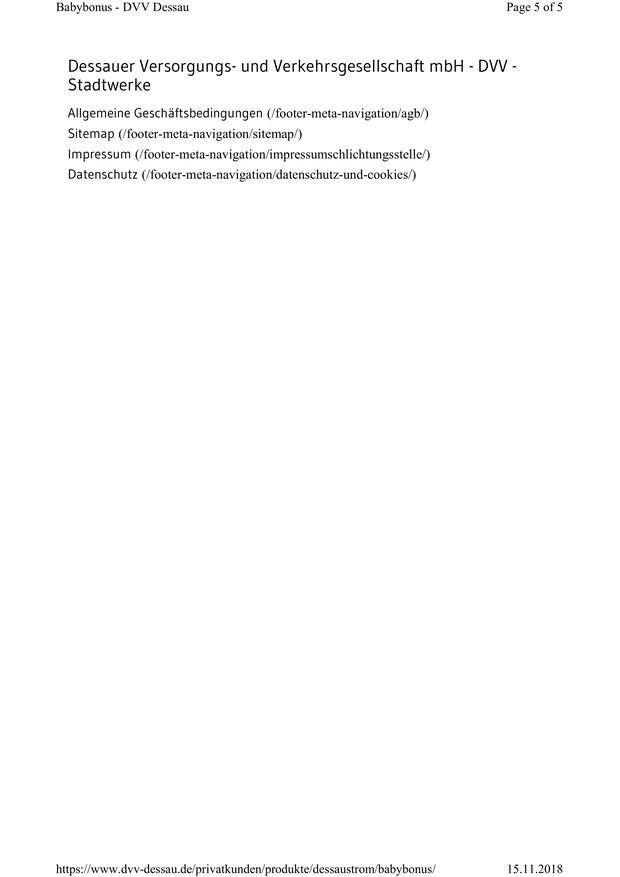 Babybonus - DVV Dessau Page 5 of 5
Dessauer Versorgungs- und Verkehrsgesellschaft mbH - DVV -
Stadtwerke
Allgemeine Geschäftsbedingungen (/footer-meta-navigation/agb/)
Sitemap (/footer-meta-navigation/sitemap/)
Impressum (/footer-meta-navigation/impressumschlichtungsstelle/)
Datenschutz (/footer-meta-navigation/datenschutz-und-cookies/)
https://www.dvv-dessau.de/privatkunden/produkte/dessaustrom/babybonus/ 15.11.2018